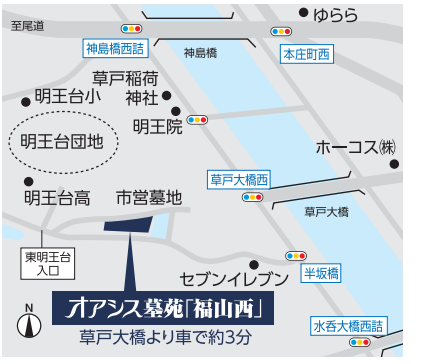 至尾道
ゆらら
神島橋西詰
神島橋
本庄町西
草戸稲荷
神社
明王台小
明王院
明王台団地
ホーコス㈱
明王台高
市営墓地
草戸大橋西
草戸大橋
東明王台
入口
セブンイレブン
半坂橋
N
オアシス墓苑「福山西」
草戸大橋より車で約3分
水呑大橋西詰